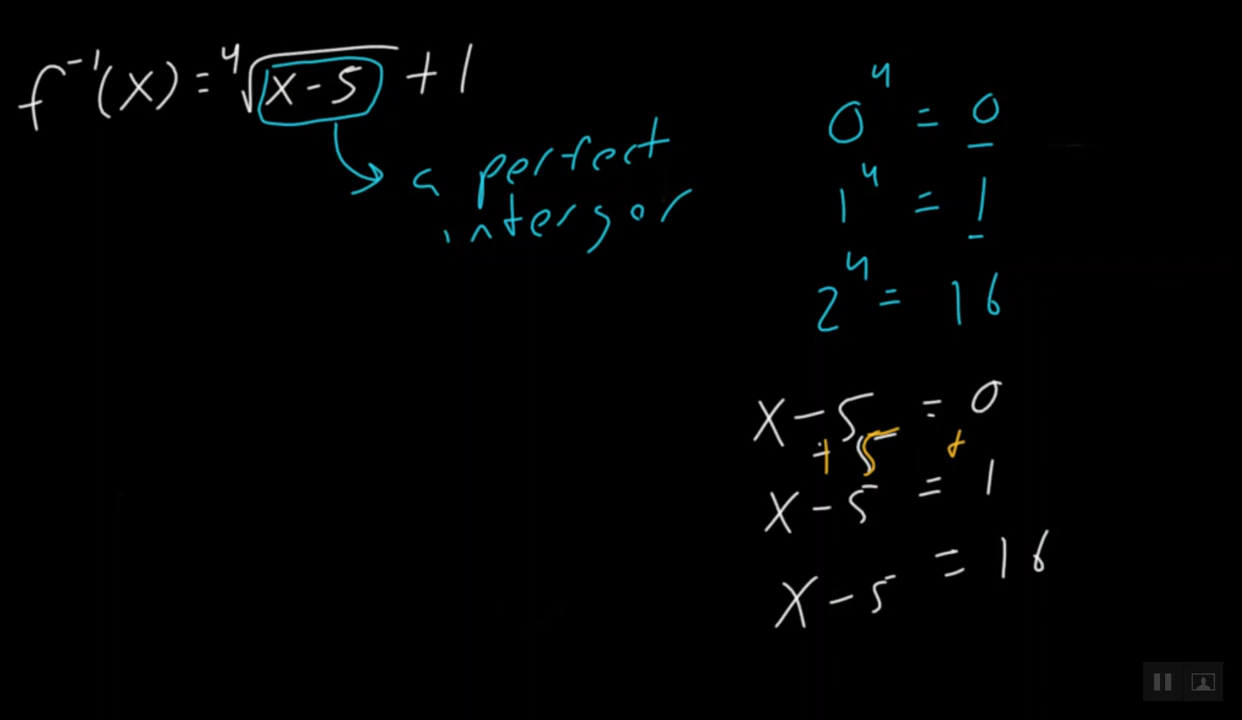 f⁻¹(x) = ⁴√(x-5) + 1
a perfect
intergor
0⁴ = 0
1⁴ = 1
2⁴ = 16
x - 5 = 0
+ 5 +
x - 5 = 1
x - 5 = 16